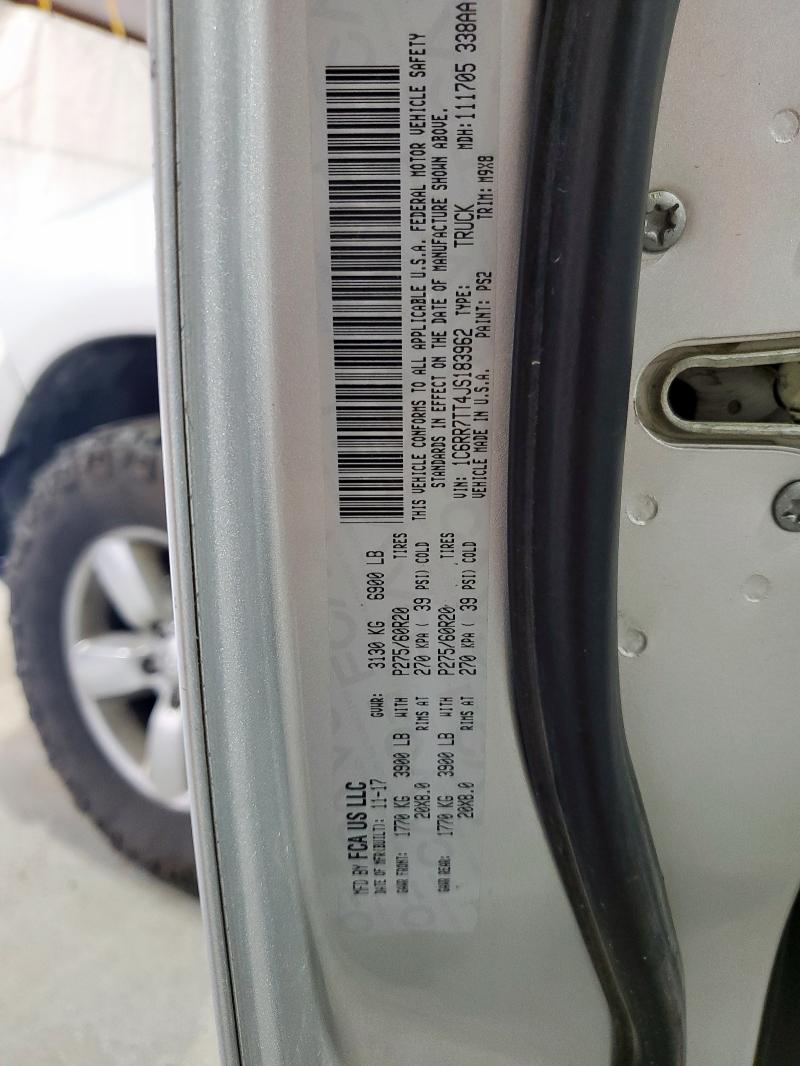 MFD BY FCA US LLC
DATE OF MFR(BUILT): 11-17 GVWR: 3130 KG 6900 LB
GAWR FRONT: 1770 KG 3900 LB WITH P275/60R20 TIRES
20X8.0 RIMS AT 270 KPA ( 39 PSI) COLD
GAWR REAR: 1770 KG 3900 LB WITH P275/60R20 TIRES
20X8.0 RIMS AT 270 KPA ( 39 PSI) COLD
THIS VEHICLE CONFORMS TO ALL APPLICABLE U.S.A. FEDERAL MOTOR VEHICLE SAFETY
STANDARDS IN EFFECT ON THE DATE OF MANUFACTURE SHOWN ABOVE.
VIN: 1C6RR7TT4JS183962 TYPE: TRUCK MDH:111705 338AA
VEHICLE MADE IN U.S.A. PAINT: PS2 TRIM: M9X8